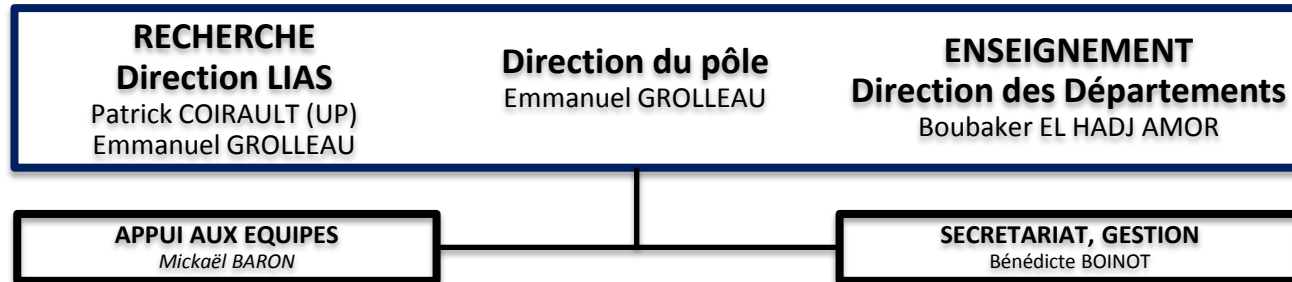 RECHERCHE
Direction LIAS
Patrick COIRAULT (UP)
Emmanuel GROLLEAU
Direction du pôle
Emmanuel GROLLEAU
ENSEIGNEMENT
Direction des Départements
Boubaker EL HADJ AMOR
APPUI AUX EQUIPES
Mickaël BARON
SECRETARIAT, GESTION
Bénédicte BOINOT